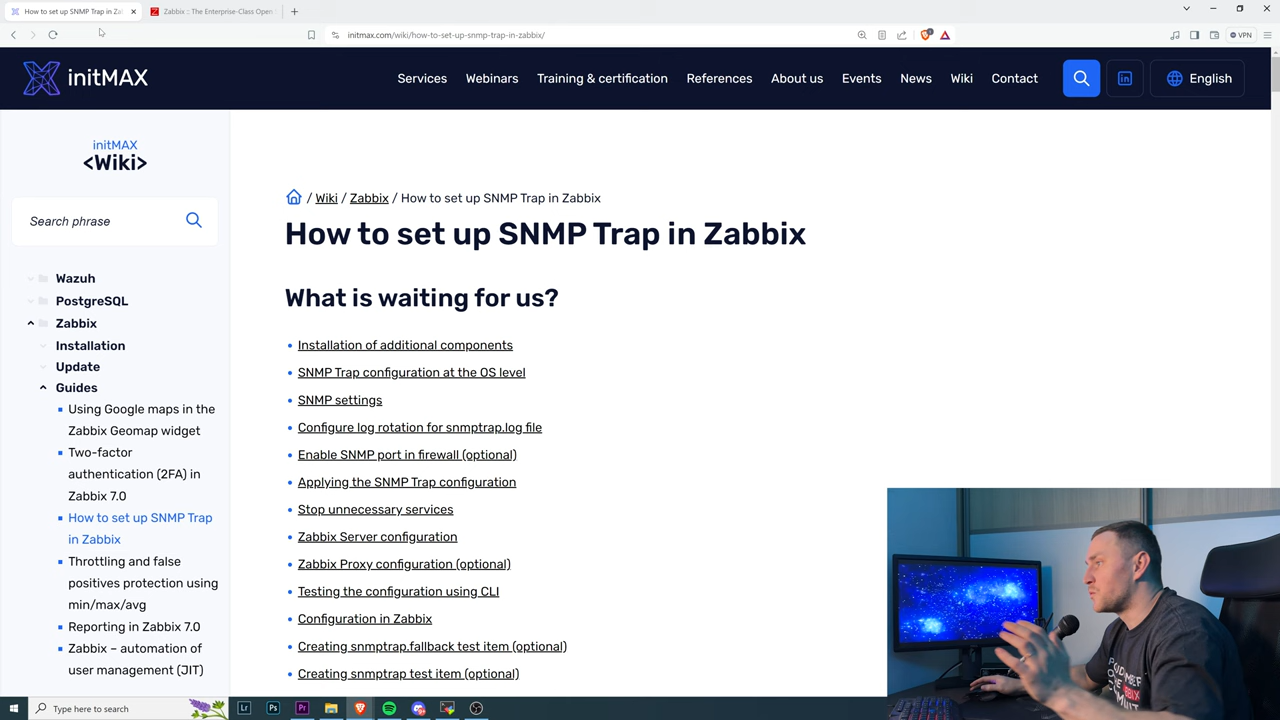 How to set up SNMP Trap in Za
Zabbix :: The Enterprise-Class Open
initmax.com/wiki/how-to-set-up-snmp-trap-in-zabbix/
VPN
initMAX
Services
Webinars
Training & certification
References
About us
Events
News
Wiki
Contact
English
initMAX
<Wiki>
Search phrase
Wazuh
PostgreSQL
Zabbix
Installation
Update
Guides
Using Google maps in the
Zabbix Geomap widget
Two-factor
authentication (2FA) in
Zabbix 7.0
How to set up SNMP Trap
in Zabbix
Throttling and false
positives protection using
min/max/avg
Reporting in Zabbix 7.0
Zabbix – automation of
user management (JIT)
/ Wiki / Zabbix / How to set up SNMP Trap in Zabbix
How to set up SNMP Trap in Zabbix
What is waiting for us?
Installation of additional components
SNMP Trap configuration at the OS level
SNMP settings
Configure log rotation for snmptrap.log file
Enable SNMP port in firewall (optional)
Applying the SNMP Trap configuration
Stop unnecessary services
Zabbix Server configuration
Zabbix Proxy configuration (optional)
Testing the configuration using CLI
Configuration in Zabbix
Creating snmptrap.fallback test item (optional)
Creating snmptrap test item (optional)
Type here to search
Lr
Ps
Pr